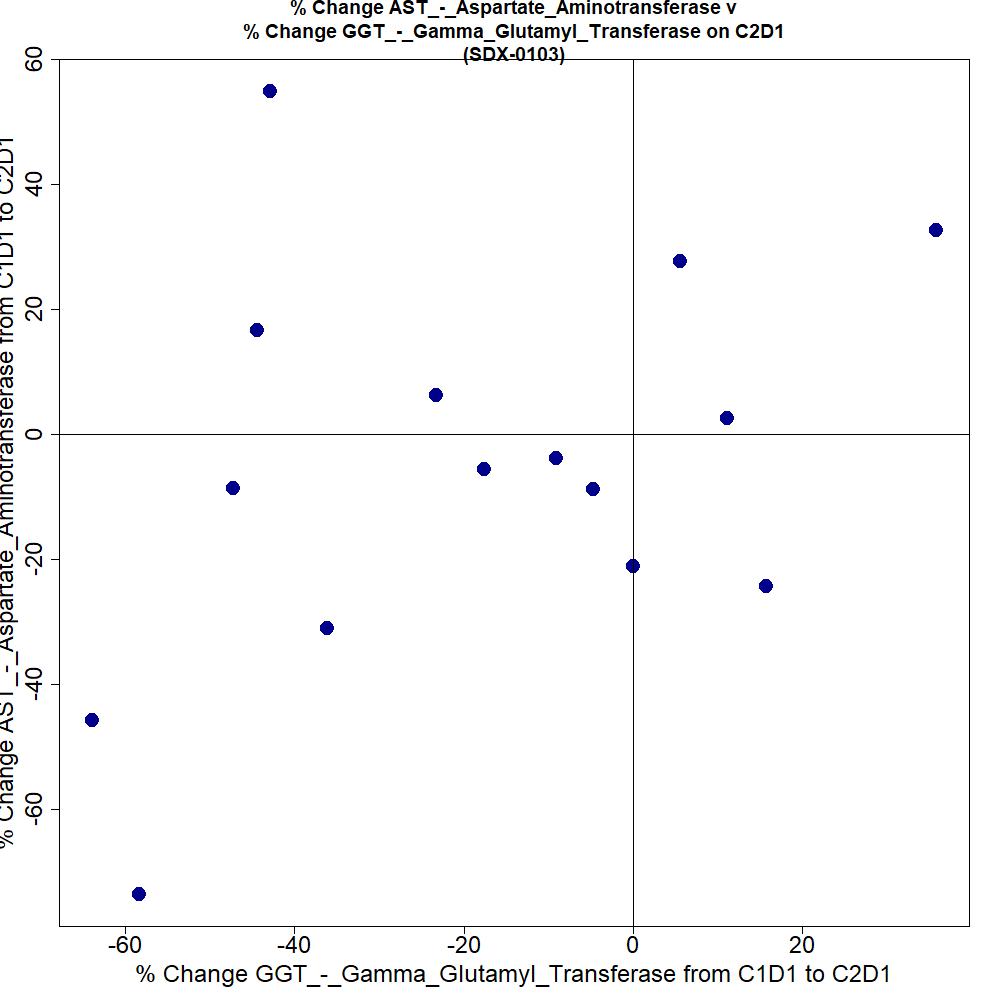 % Change AST_-_Aspartate_Aminotransferase v
% Change GGT_-_Gamma_Glutamyl_Transferase on C2D1
(SDX-0103)
% Change AST_-_Aspartate_Aminotransferase from C1D1 to C2D1
60
40
20
0
-20
-40
-60
-60
-40
-20
0
20
% Change GGT_-_Gamma_Glutamyl_Transferase from C1D1 to C2D1